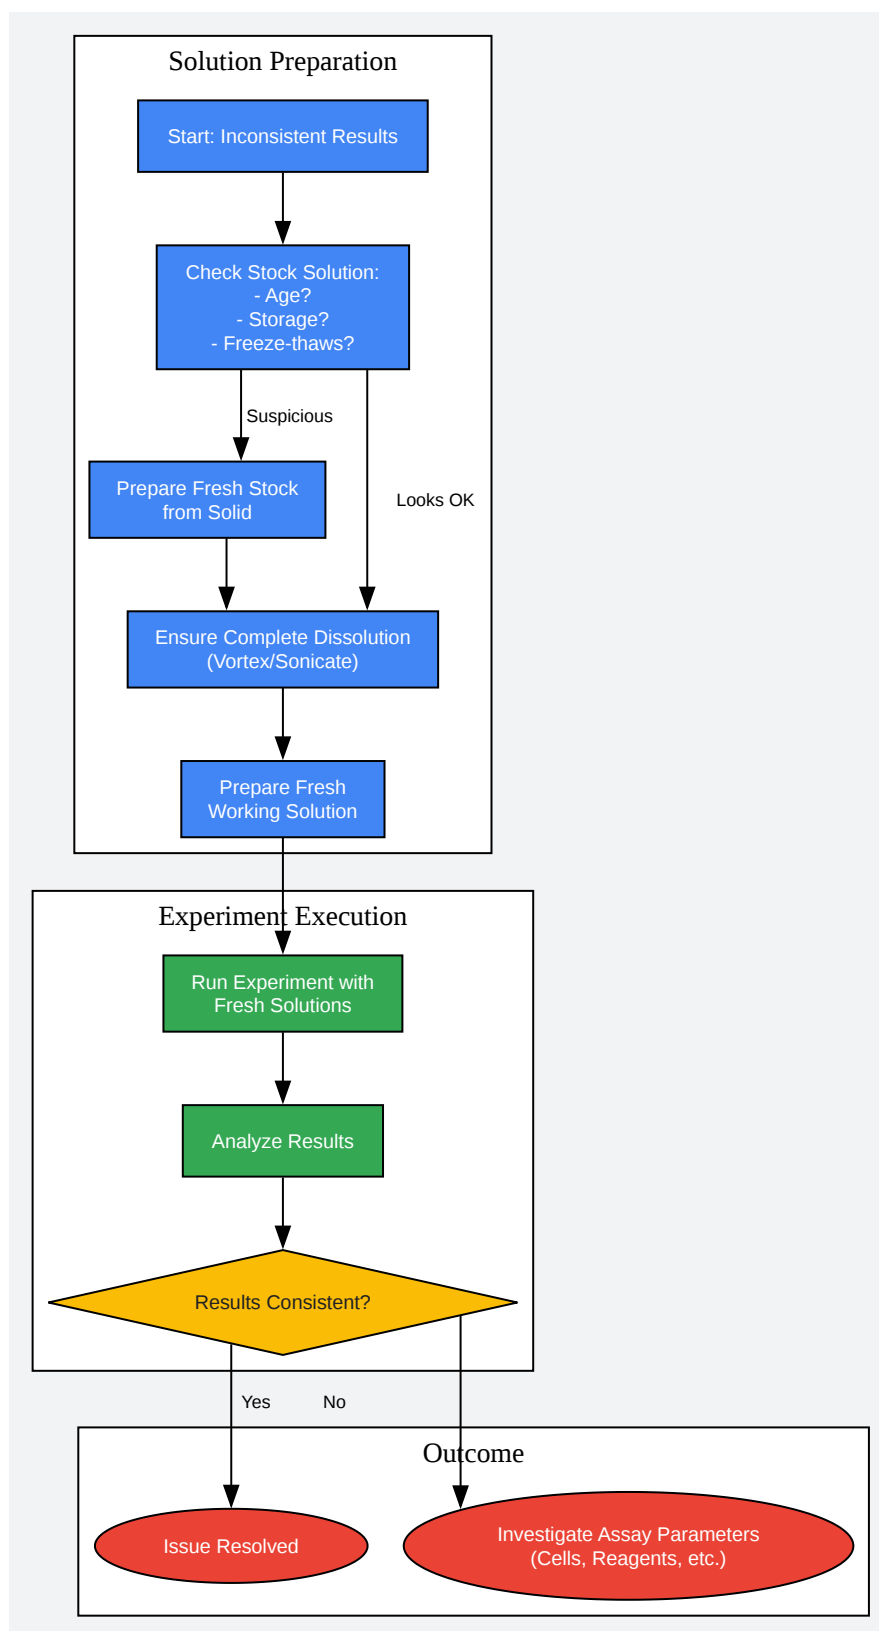 Solution Preparation
Start: Inconsistent Results
Check Stock Solution:
- Age?
- Storage?
- Freeze-thaws?
Suspicious
Prepare Fresh Stock
from Solid
Looks OK
Ensure Complete Dissolution
(Vortex/Sonicate)
Prepare Fresh
Working Solution
Experiment Execution
Run Experiment with
Fresh Solutions
Analyze Results
Results Consistent?
Yes
No
Outcome
Issue Resolved
Investigate Assay Parameters
(Cells, Reagents, etc.)